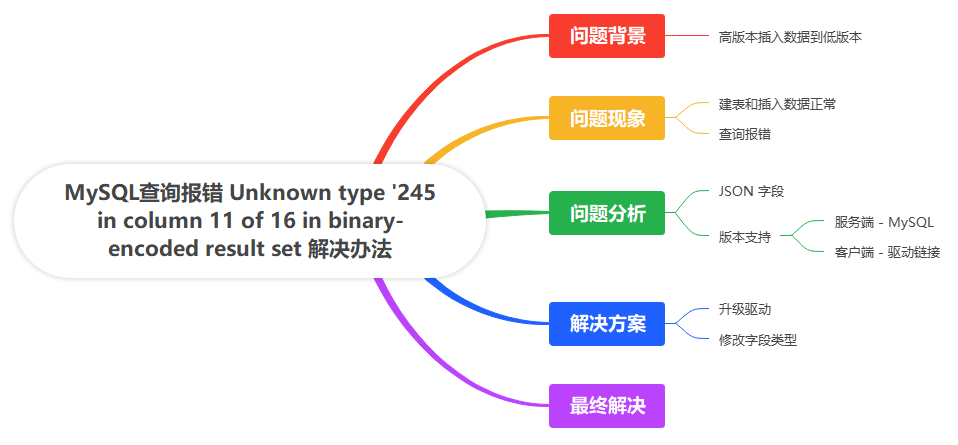 MySQL查询报错 Unknown type '245
in column 11 of 16 in binary-
encoded result set 解决办法
问题背景
高版本插入数据到低版本
问题现象
建表和插入数据正常
查询报错
问题分析
JSON 字段
版本支持
服务端 - MySQL
客户端 - 驱动链接
解决方案
升级驱动
修改字段类型
最终解决